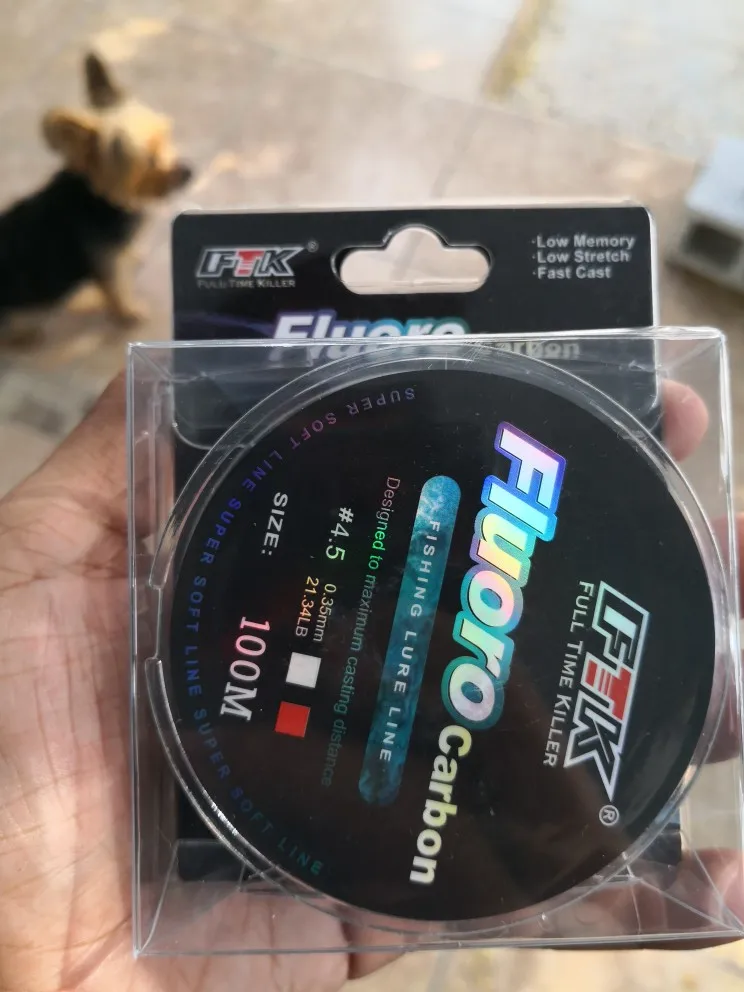 FTK®
FULL TIME KILLER
·Low Memory
·Low Stretch
·Fast Cast
Fluoro carbon
FTK®
FULL TIME KILLER
Fluoro carbon
FISHING LURE LINE
Designed to maximum casting distance
#4.5 0.35mm
21.34LB
SIZE: 100M
SUPER SOFT LINE SUPER SOFT LINE SUPER SOFT LINE